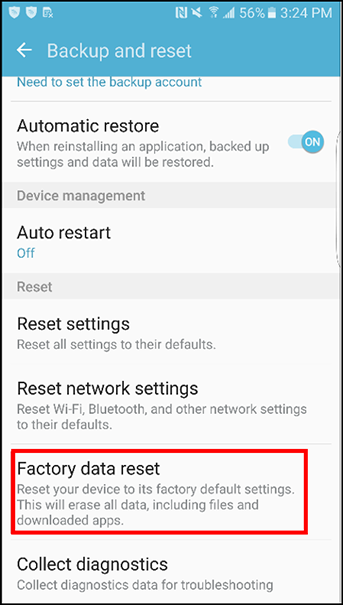 56% 3:24 PM
Backup and reset
Need to set the backup account
Automatic restore
When reinstalling an application, backed up
settings and data will be restored.
ON
Device management
Auto restart
Off
Reset
Reset settings
Reset all settings to their defaults.
Reset network settings
Reset Wi-Fi, Bluetooth, and other network settings
to their defaults.
Factory data reset
Reset your device to its factory default settings.
This will erase all data, including files and
downloaded apps.
Collect diagnostics
Collect diagnostics data for troubleshooting